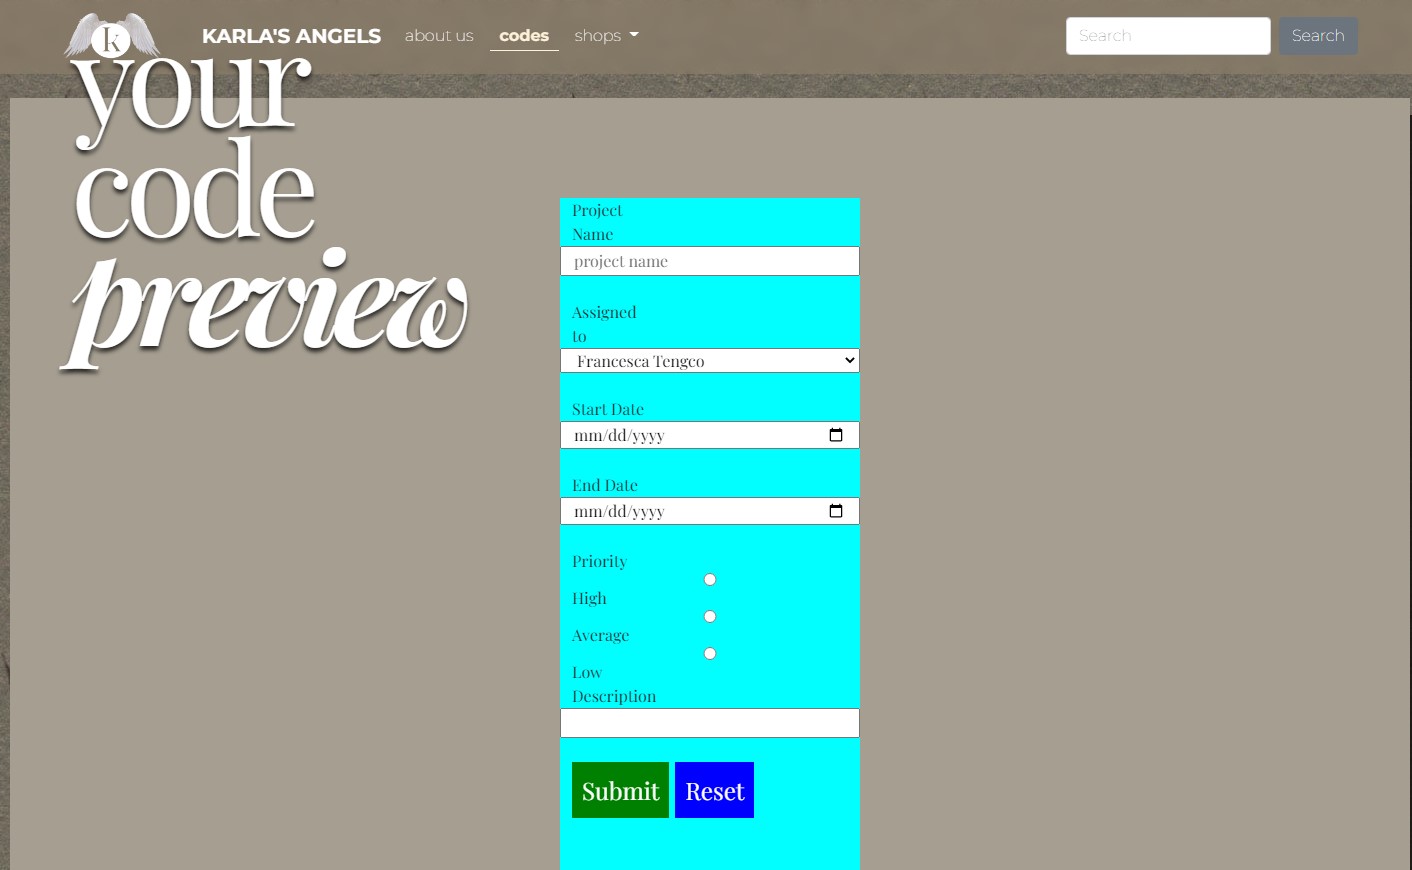 k
KARLA'S ANGELS about us codes shops Search Search
your
code
preview
Project
Name
project name
Assigned
to
Francesca Tengco
Start Date
mm/dd/yyyy
End Date
mm/dd/yyyy
Priority
High
Average
Low
Description
Submit Reset